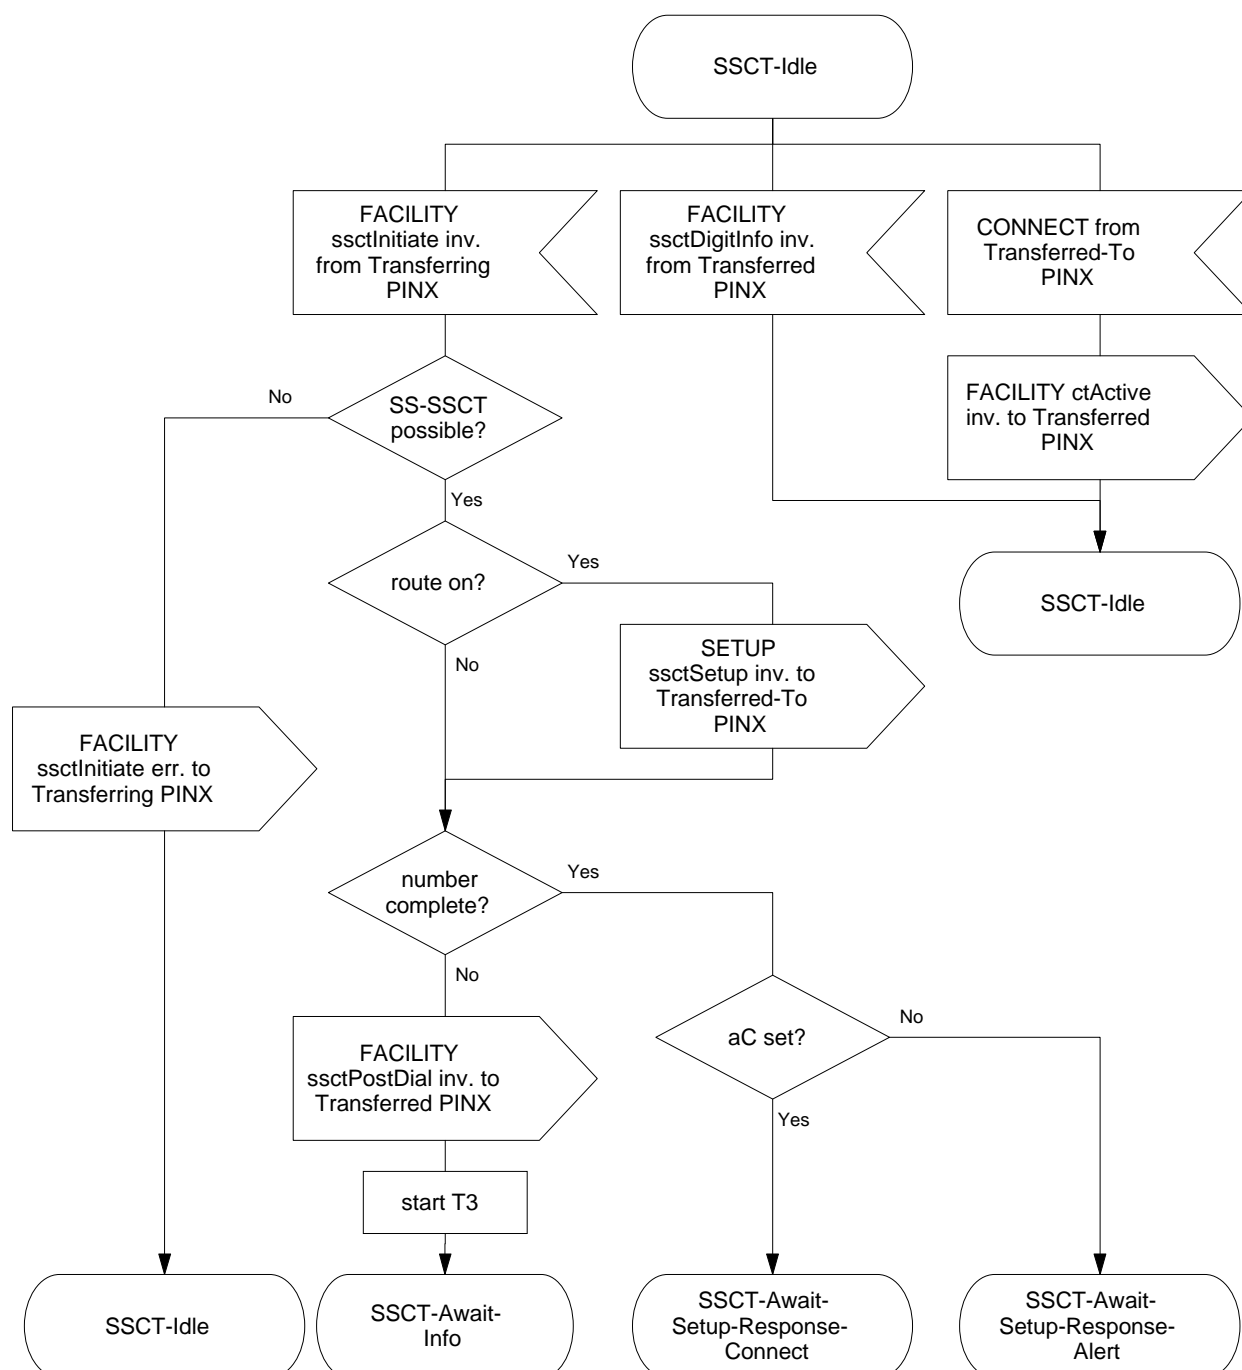 SSCT-Idle
FACILITY
ssctInitiate inv.
from Transferring
PINX
FACILITY
ssctDigitInfo inv.
from Transferred
PINX
CONNECT from
Transferred-To
PINX
No
SS-SSCT
possible?
FACILITY ctActive
inv. to Transferred
PINX
Yes
route on?
Yes
SSCT-Idle
No
SETUP
ssctSetup inv. to
Transferred-To
PINX
FACILITY
ssctInitiate err. to
Transferring PINX
number
complete?
Yes
No
aC set?
No
FACILITY
ssctPostDial inv. to
Transferred PINX
Yes
start T3
SSCT-Idle
SSCT-Await-
Info
SSCT-Await-
Setup-Response-
Connect
SSCT-Await-
Setup-Response-
Alert